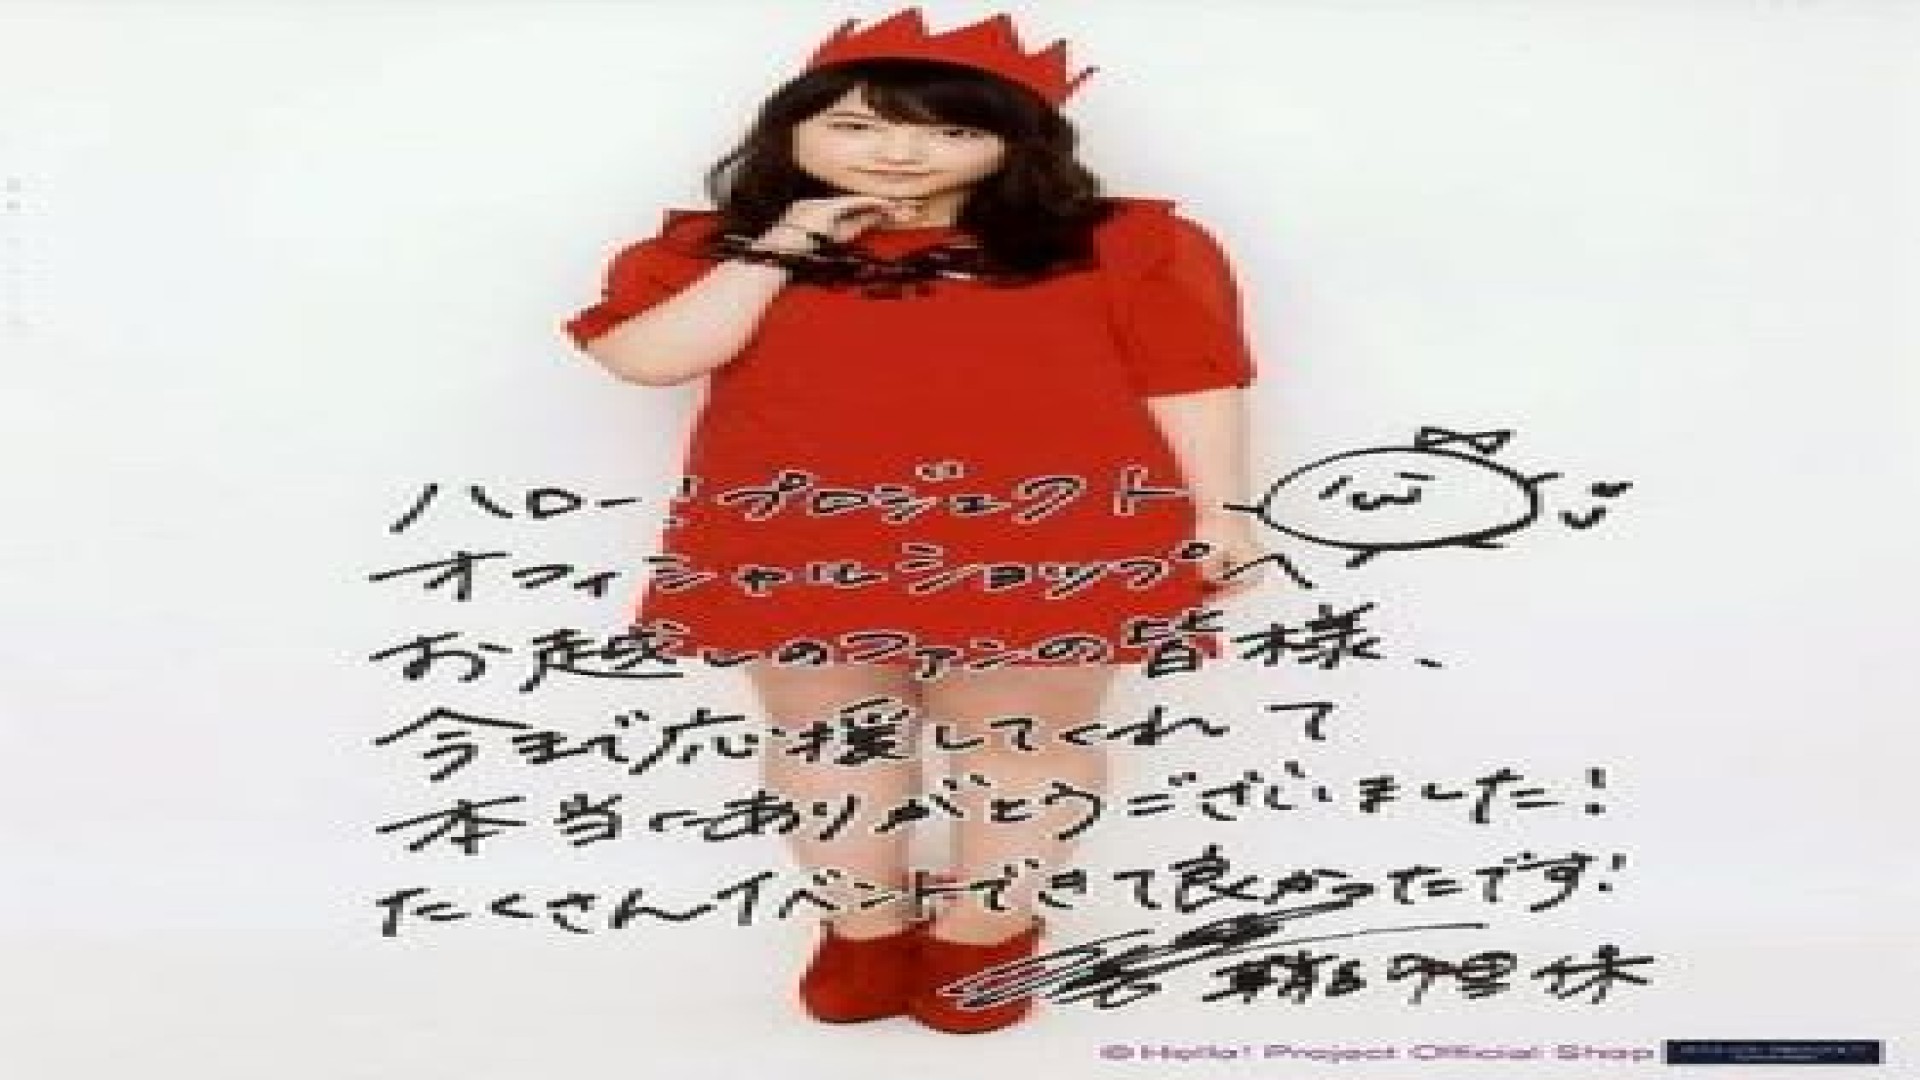 ハロー!プロジェクト
オフィシャルショップへ
お越しのファンの皆様、
今まで応援してくれて
本当にありがとうございました!
たくさんイベントできて良かったです!
©Hello! Project Official Shop